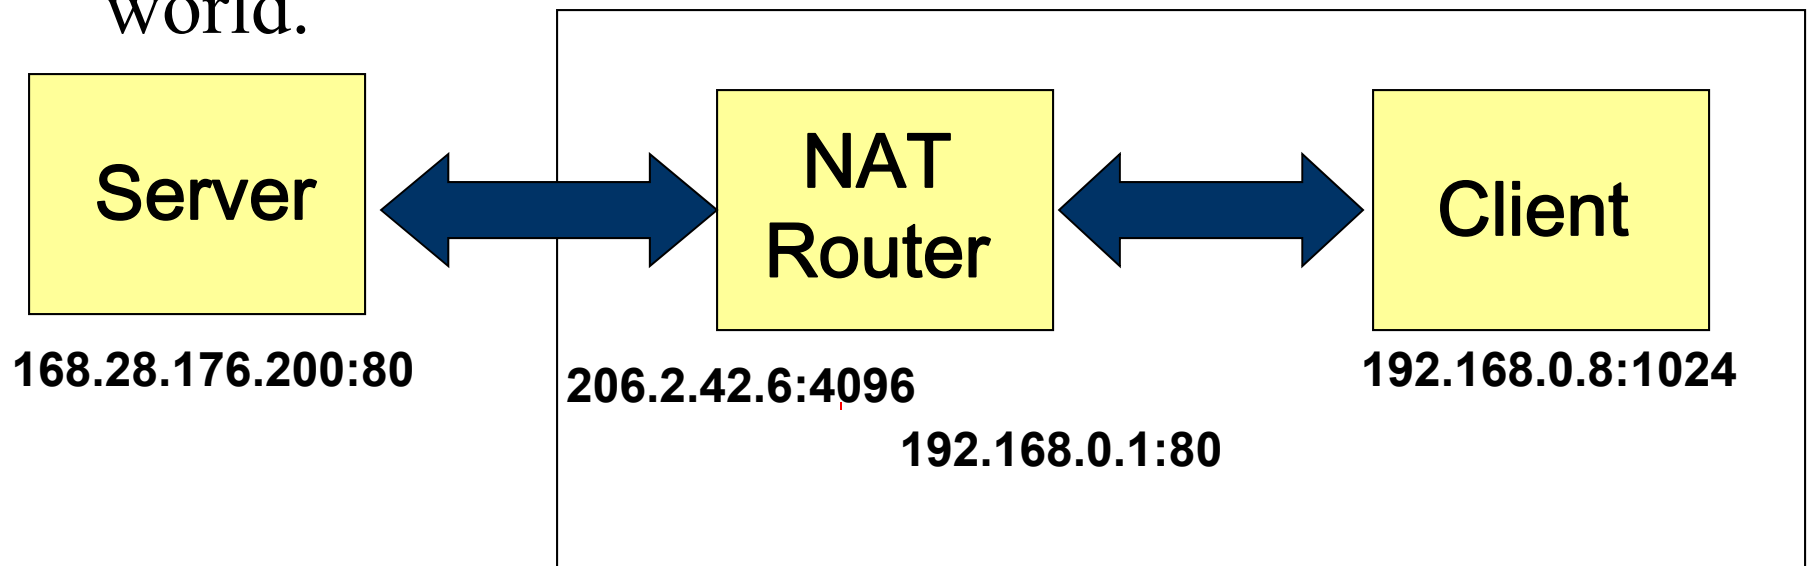 world.
Server
NAT
Router
Client
168.28.176.200:80
206.2.42.6:4096
192.168.0.8:1024
192.168.0.1:80